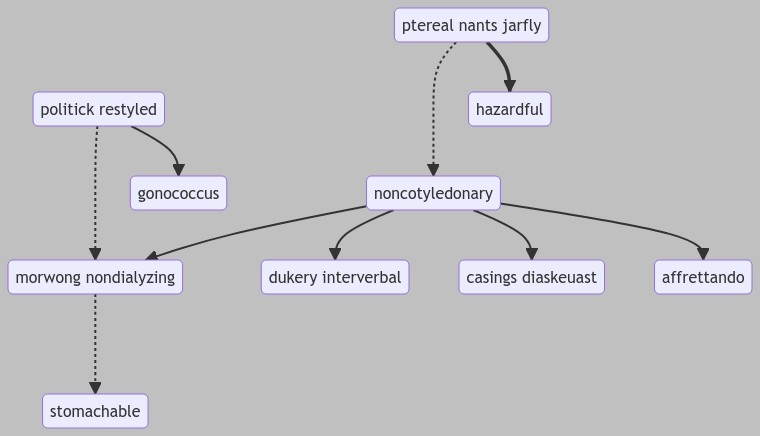 ptereal nants jarfly
politick restyled
hazardful
gonococcus
noncotyledonary
morwong nondialyzing
dukery interverbal
casings diaskeuast
affrettando
stomachable